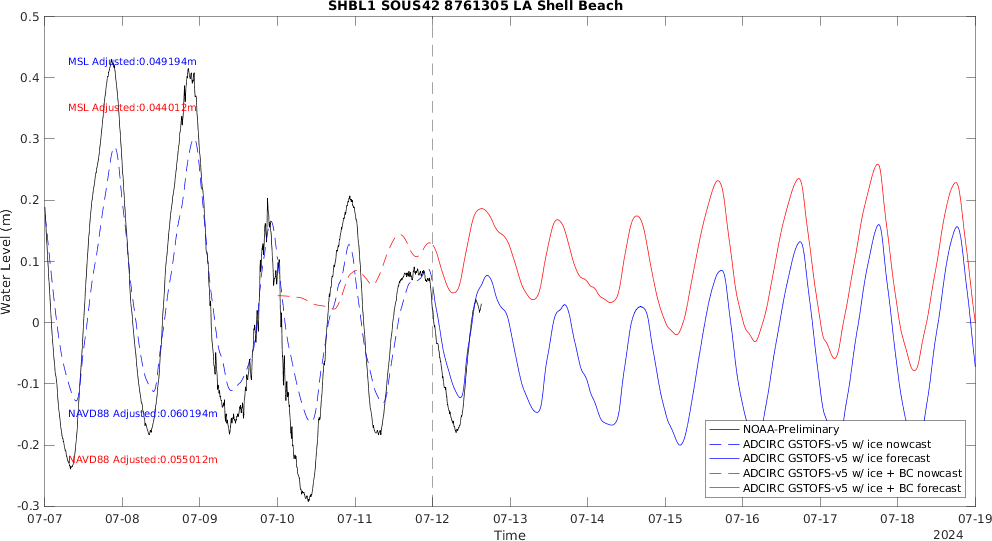 SHBL1 SOUS42 8761305 LA Shell Beach
0.5
0.4
0.3
0.2
0.1
0
-0.1
-0.2
-0.3
Water Level (m)
MSL Adjusted:0.049194m
MSL Adjusted:0.044012m
NAVD88 Adjusted:0.060194m
NAVD88 Adjusted:0.055012m
NOAA-Preliminary
ADCIRC GSTOFS-v5 w/ ice nowcast
ADCIRC GSTOFS-v5 w/ ice forecast
ADCIRC GSTOFS-v5 w/ ice + BC nowcast
ADCIRC GSTOFS-v5 w/ ice + BC forecast
07-07 07-08 07-09 07-10 07-11 07-12 07-13 07-14 07-15 07-16 07-17 07-18 07-19
Time
2024